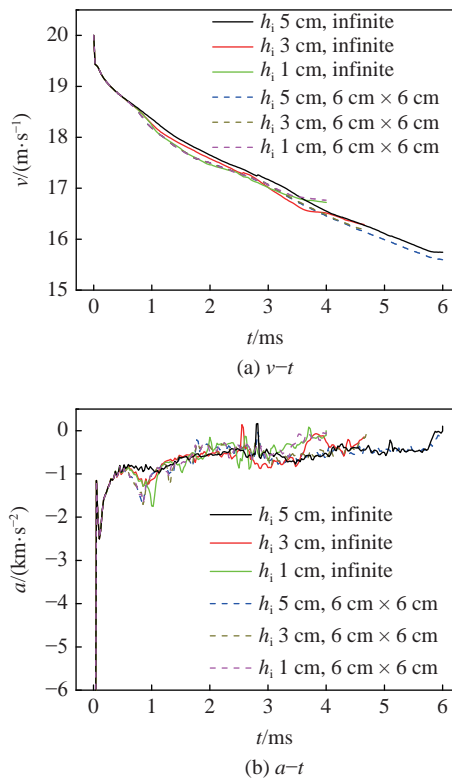 20
19
18
17
16
15
v/(m·s⁻¹)
hᵢ 5 cm, infinite
hᵢ 3 cm, infinite
hᵢ 1 cm, infinite
hᵢ 5 cm, 6 cm × 6 cm
hᵢ 3 cm, 6 cm × 6 cm
hᵢ 1 cm, 6 cm × 6 cm
0 1 2 3 4 5 6
t/ms
(a) v−t
0
−1
−2
−3
−4
−5
−6
a/(km·s⁻²)
hᵢ 5 cm, infinite
hᵢ 3 cm, infinite
hᵢ 1 cm, infinite
hᵢ 5 cm, 6 cm × 6 cm
hᵢ 3 cm, 6 cm × 6 cm
hᵢ 1 cm, 6 cm × 6 cm
0 1 2 3 4 5 6
t/ms
(b) a−t